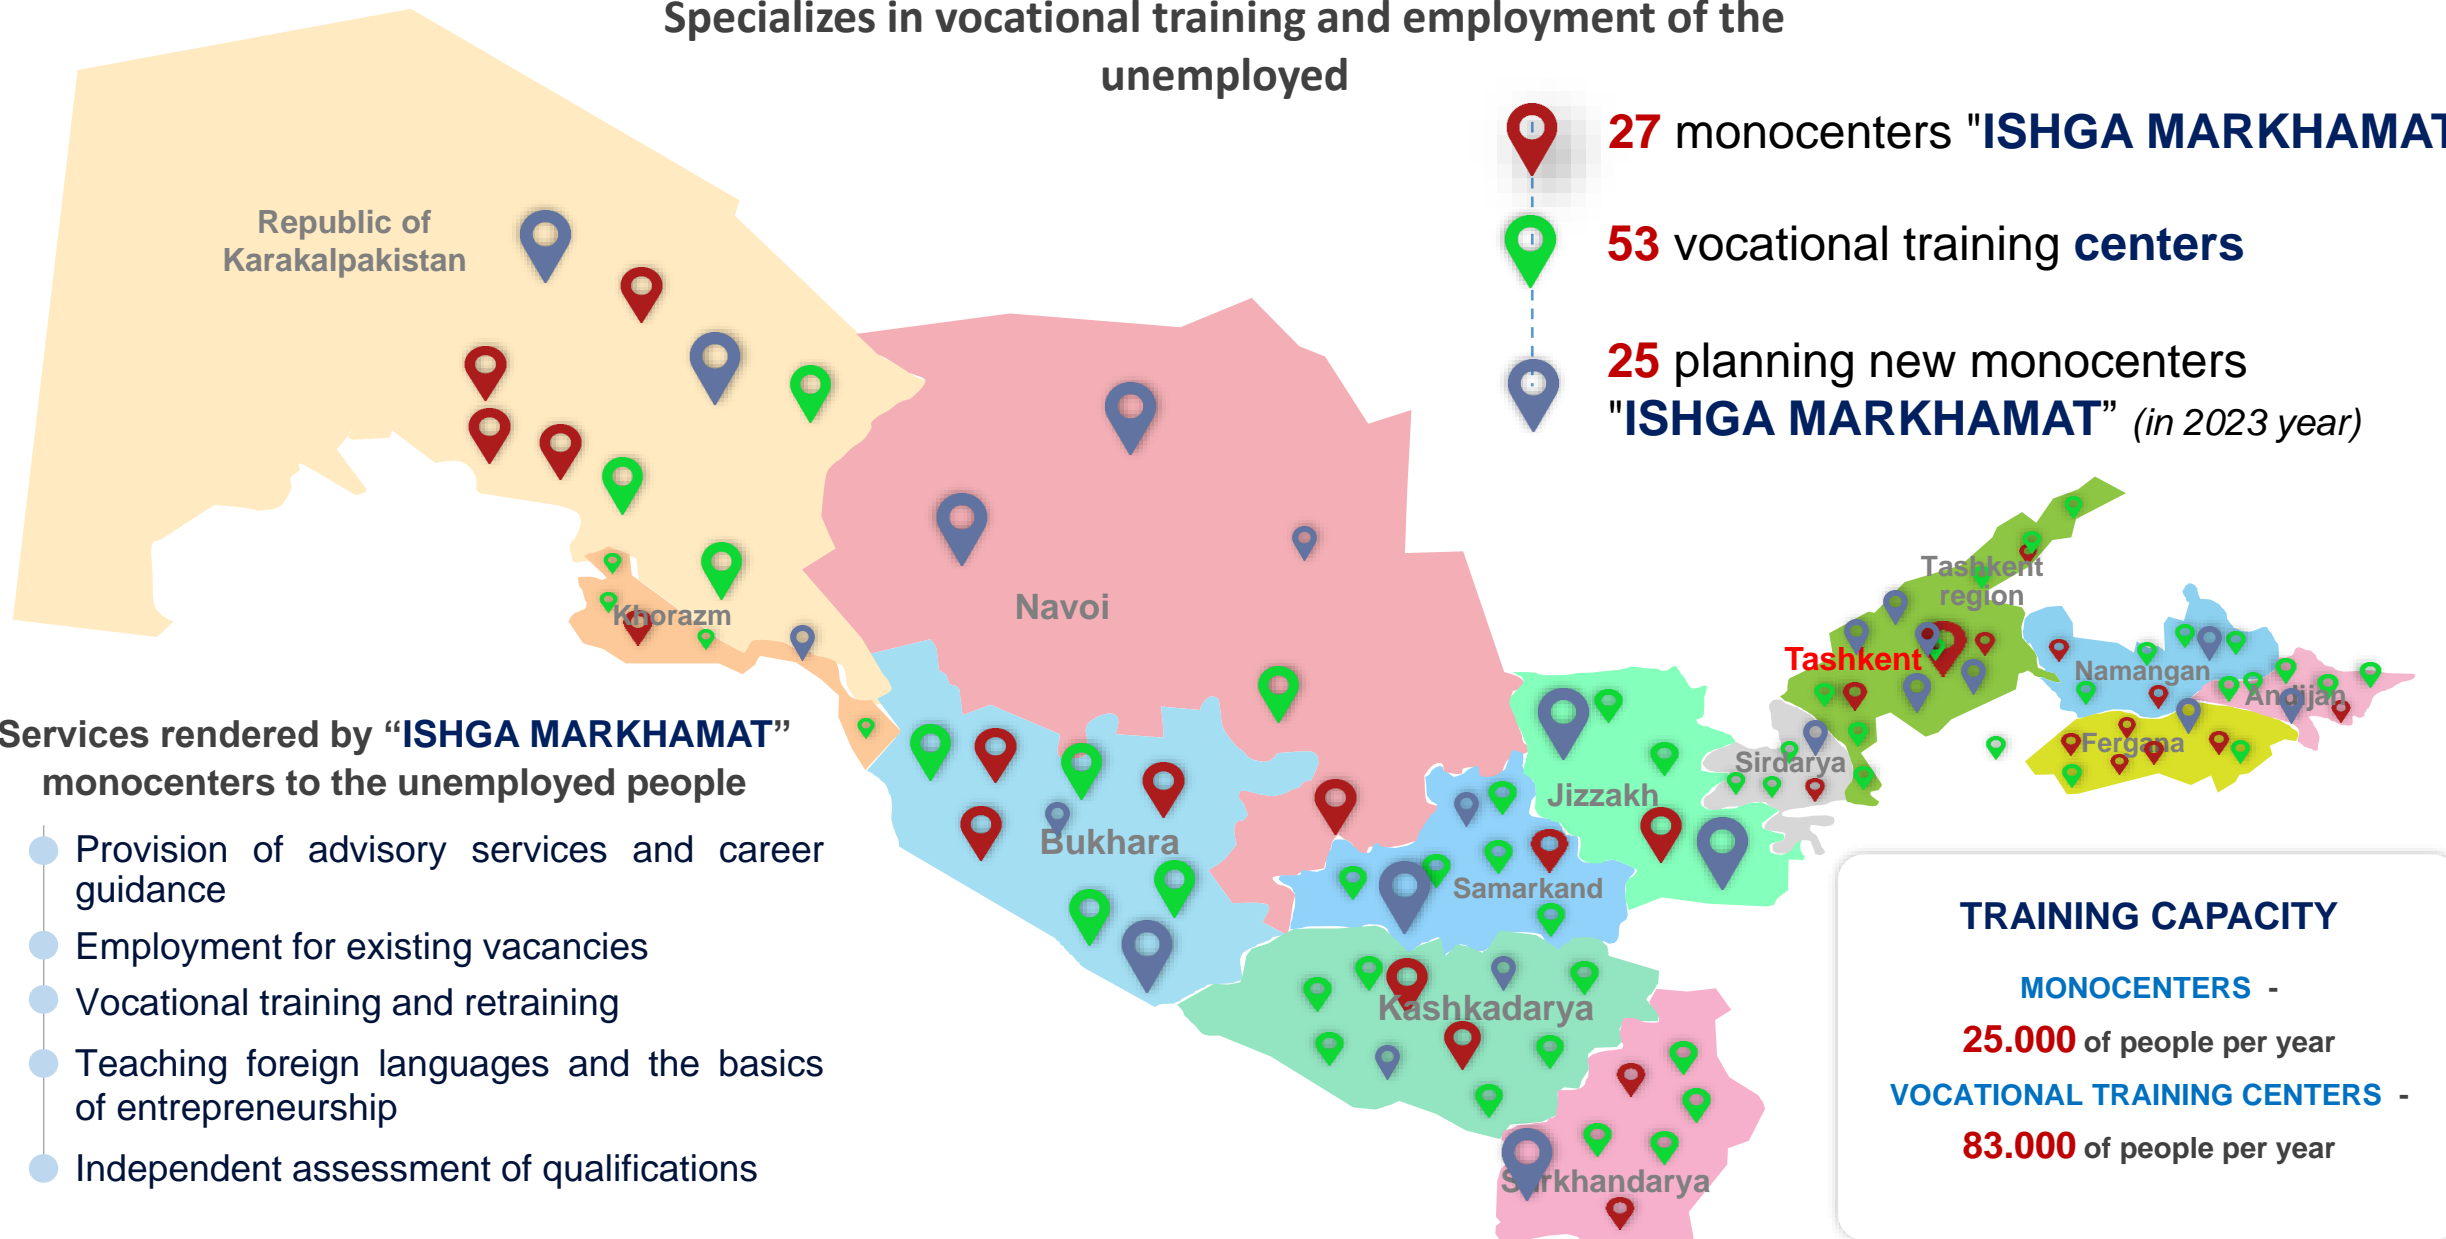 Specializes in vocational training and employment of the
unemployed
27 monocenters "ISHGA MARKHAMAT
53 vocational training centers
25 planning new monocenters
"ISHGA MARKHAMAT” (in 2023 year)
Republic of
Karakalpakistan
Khorazm
Navoi
Bukhara
Samarkand
Jizzakh
Sirdarya
Tashkent
Tashkent
region
Namangan
Andijan
Fergana
Kashkadarya
Surkhandarya
Services rendered by “ISHGA MARKHAMAT”
monocenters to the unemployed people
Provision of advisory services and career
guidance
Employment for existing vacancies
Vocational training and retraining
Teaching foreign languages and the basics
of entrepreneurship
Independent assessment of qualifications
TRAINING CAPACITY
MONOCENTERS -
25.000 of people per year
VOCATIONAL TRAINING CENTERS -
83.000 of people per year